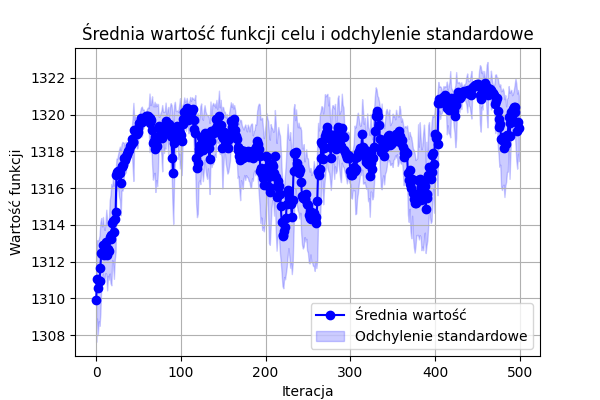 Średnia wartość funkcji celu i odchylenie standardowe
Wartość funkcji
1322
1320
1318
1316
1314
1312
1310
1308
Średnia wartość
Odchylenie standardowe
0
100
200
300
400
500
Iteracja